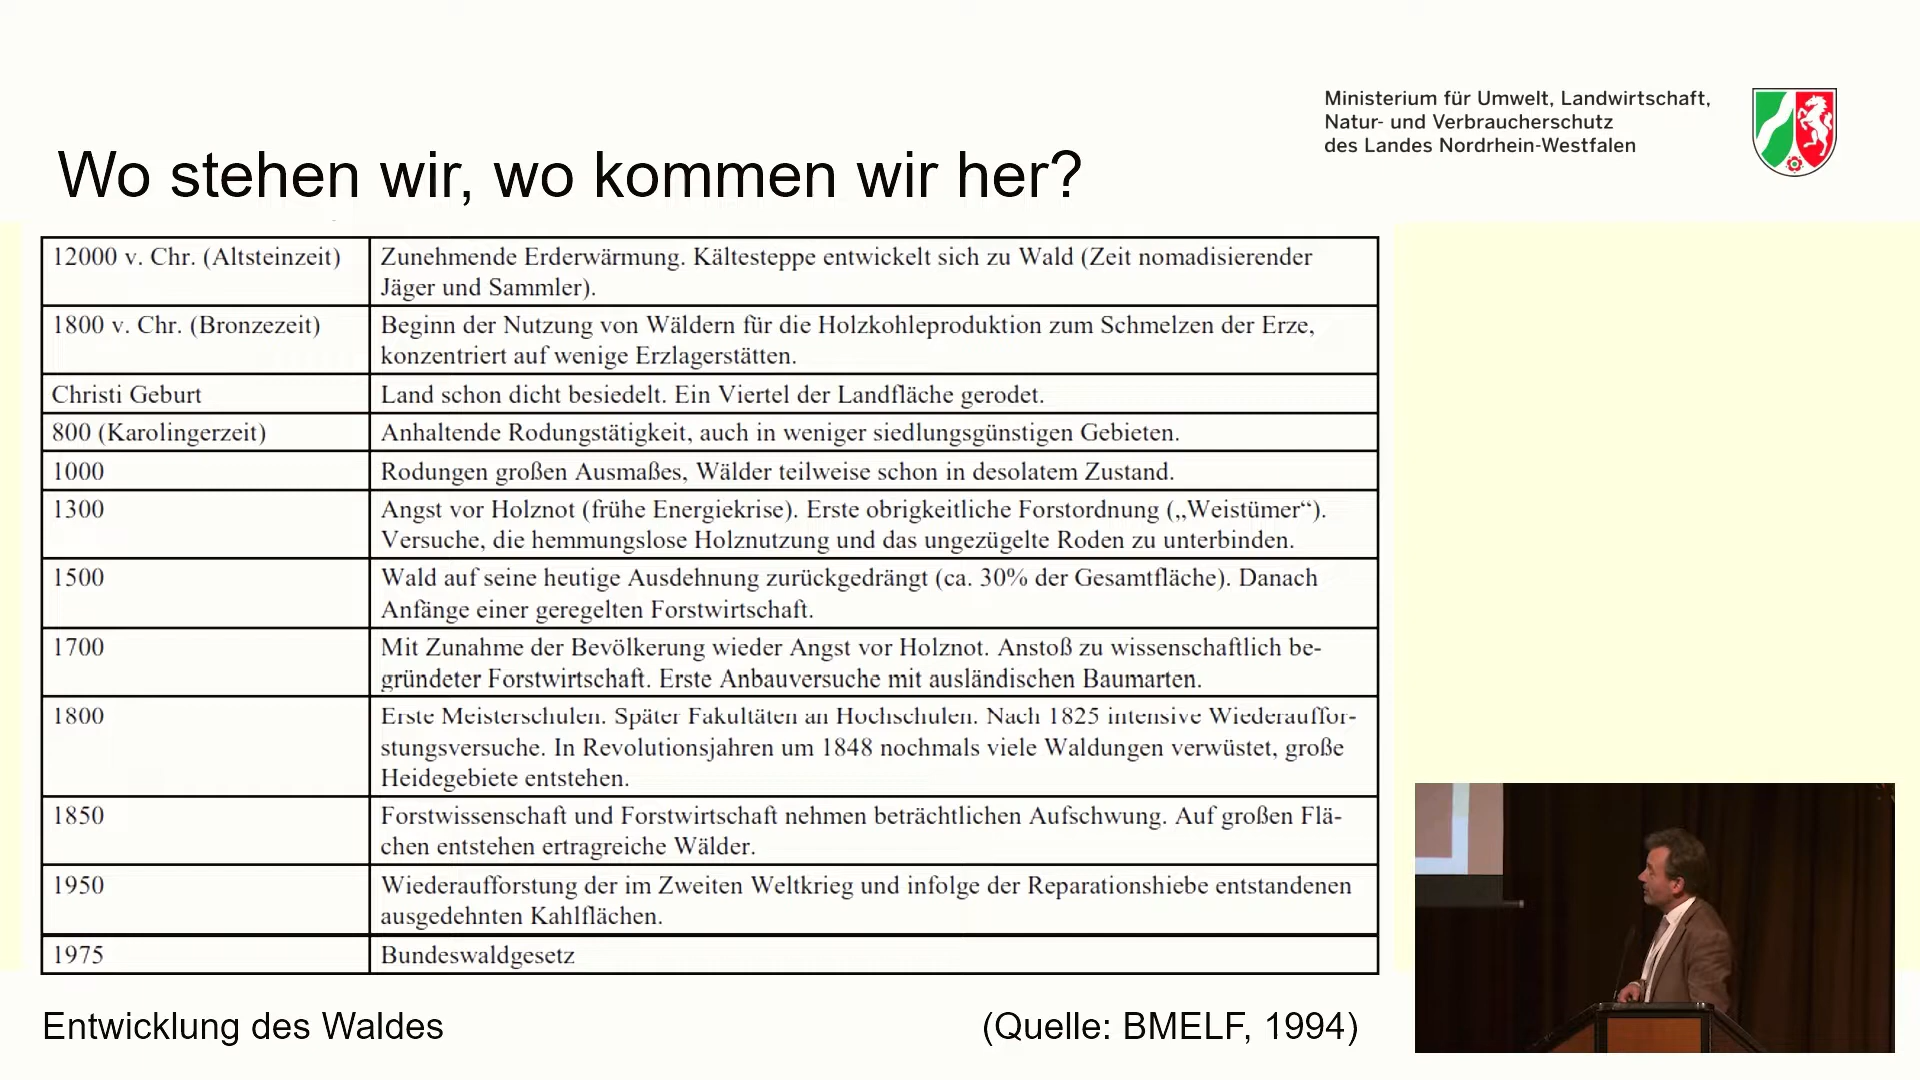 Ministerium für Umwelt, Landwirtschaft,
Natur- und Verbraucherschutz
des Landes Nordrhein-Westfalen
Wo stehen wir, wo kommen wir her?
12000 v. Chr. (Altsteinzeit) Zunehmende Erderwärmung. Kältesteppe entwickelt sich zu Wald (Zeit nomadisierender
Jäger und Sammler).
1800 v. Chr. (Bronzezeit) Beginn der Nutzung von Wäldern für die Holzkohleproduktion zum Schmelzen der Erze,
konzentriert auf wenige Erzlagerstätten.
Christi Geburt Land schon dicht besiedelt. Ein Viertel der Landfläche gerodet.
800 (Karolingerzeit) Anhaltende Rodungstätigkeit, auch in weniger siedlungsgünstigen Gebieten.
1000 Rodungen großen Ausmaßes, Wälder teilweise schon in desolatem Zustand.
1300 Angst vor Holznot (frühe Energiekrise). Erste obrigkeitliche Forstordnung („Weistümer“).
Versuche, die hemmungslose Holznutzung und das ungezügelte Roden zu unterbinden.
1500 Wald auf seine heutige Ausdehnung zurückgedrängt (ca. 30% der Gesamtfläche). Danach
Anfänge einer geregelten Forstwirtschaft.
1700 Mit Zunahme der Bevölkerung wieder Angst vor Holznot. Anstoß zu wissenschaftlich be-
gründeter Forstwirtschaft. Erste Anbauversuche mit ausländischen Baumarten.
1800 Erste Meisterschulen. Später Fakultäten an Hochschulen. Nach 1825 intensive Wiederauffor-
stungsversuche. In Revolutionsjahren um 1848 nochmals viele Waldungen verwüstet, große
Heidegebiete entstehen.
1850 Forstwissenschaft und Forstwirtschaft nehmen beträchtlichen Aufschwung. Auf großen Flä-
chen entstehen ertragreiche Wälder.
1950 Wiederaufforstung der im Zweiten Weltkrieg und infolge der Reparationshiebe entstandenen
ausgedehnten Kahlflächen.
1975 Bundeswaldgesetz
Entwicklung des Waldes (Quelle: BMELF, 1994)